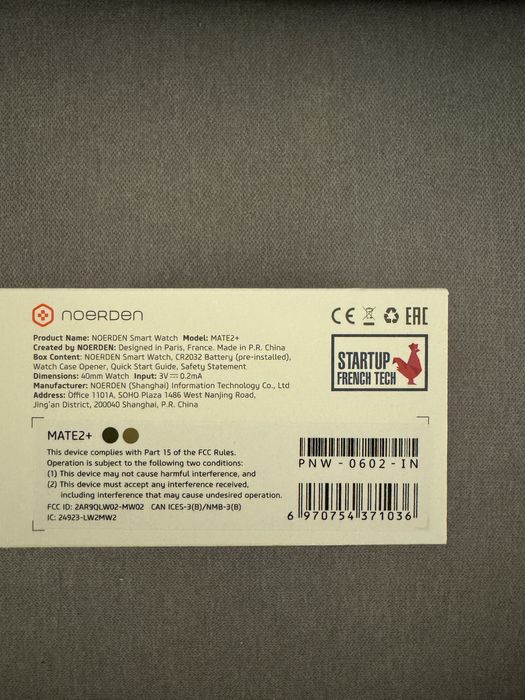 NOERDEN
CE EAC
Product Name: NOERDEN Smart Watch Model: MATE2+
Created by NOERDEN: Designed in Paris, France. Made in P.R. China
Box Content: NOERDEN Smart Watch, CR2032 Battery (pre-installed),
Watch Case Opener, Quick Start Guide, Safety Statement
Dimensions: 40mm Watch Input: 3V⎓0.2mA
Manufacturer: NOERDEN (Shanghai) Information Technology Co., Ltd
Address: Office 1101A, SOHO Plaza 1486 West Nanjing Road,
Jing'an District, 200040 Shanghai, P.R. China
STARTUP
FRENCH TECH
MATE2+
This device complies with Part 15 of the FCC Rules.
Operation is subject to the following two conditions:
(1) This device may not cause harmful interference, and
(2) This device must accept any interference received,
including interference that may cause undesired operation.
FCC ID: 2AR9QLW02-MW02 CAN ICES-3(B)/NMB-3(B)
IC: 24923-LW2MW2
PNW-0602-IN
6 970754 371036